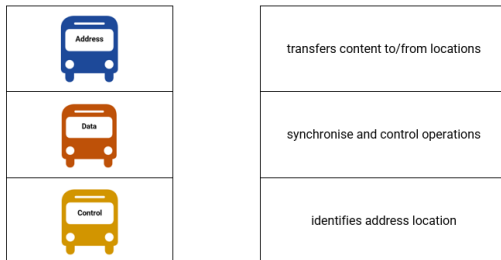 Address
transfers content to/from locations
Data
synchronise and control operations
Control
identifies address location